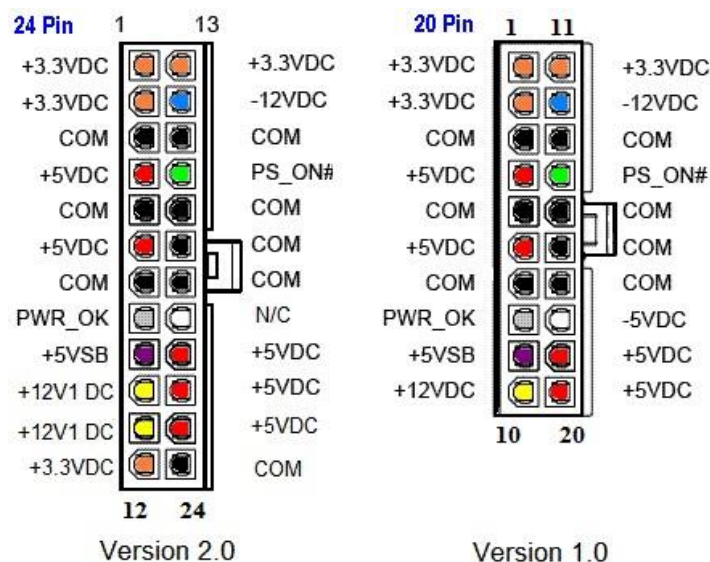 24 Pin 1 13
+3.3VDC +3.3VDC
+3.3VDC -12VDC
COM COM
+5VDC PS_ON#
COM COM
+5VDC COM
COM COM
PWR_OK N/C
+5VSB +5VDC
+12V1 DC +5VDC
+12V1 DC +5VDC
+3.3VDC COM
12 24
Version 2.0
20 Pin 1 11
+3.3VDC +3.3VDC
+3.3VDC -12VDC
COM COM
+5VDC PS_ON#
COM COM
+5VDC COM
COM COM
PWR_OK -5VDC
+5VSB +5VDC
+12VDC +5VDC
10 20
Version 1.0